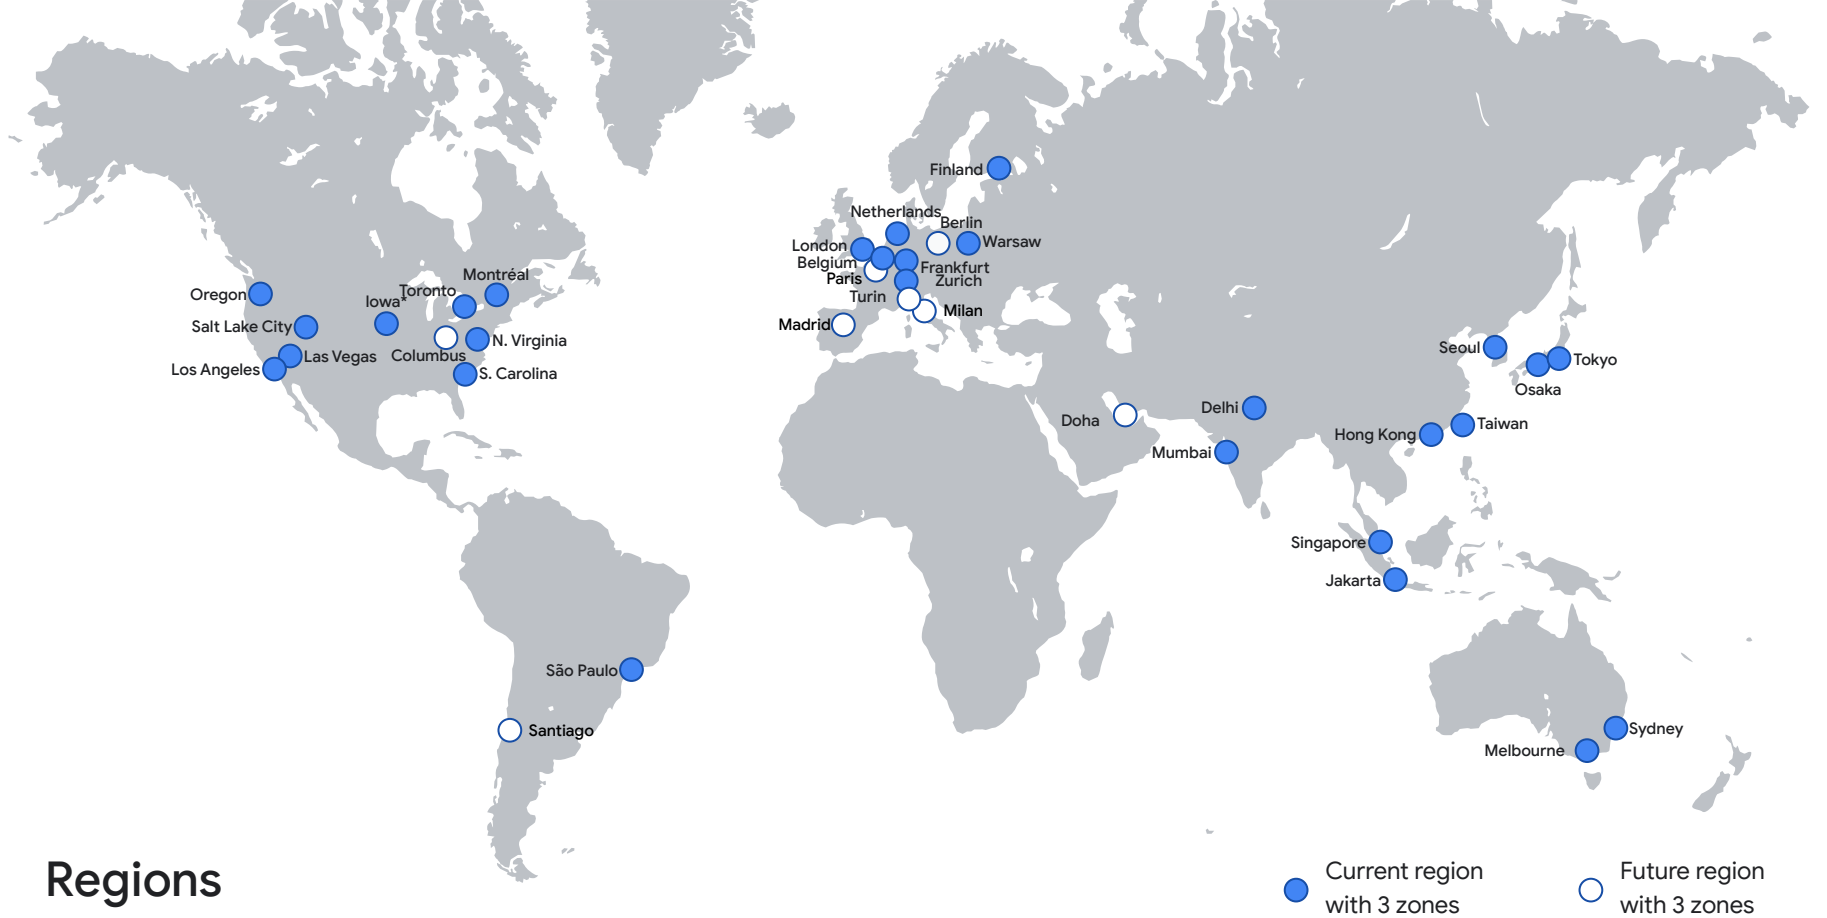 Finland
Netherlands
Berlin
London
Warsaw
Belgium
Frankfurt
Paris
Zurich
Turin
Milan
Madrid
Montréal
Toronto
Oregon
Iowa*
Salt Lake City
N. Virginia
Columbus
Las Vegas
Los Angeles
S. Carolina
Seoul
Tokyo
Osaka
Delhi
Doha
Taiwan
Hong Kong
Mumbai
Singapore
Jakarta
São Paulo
Santiago
Sydney
Melbourne
Regions
Current region
with 3 zones
Future region
with 3 zones